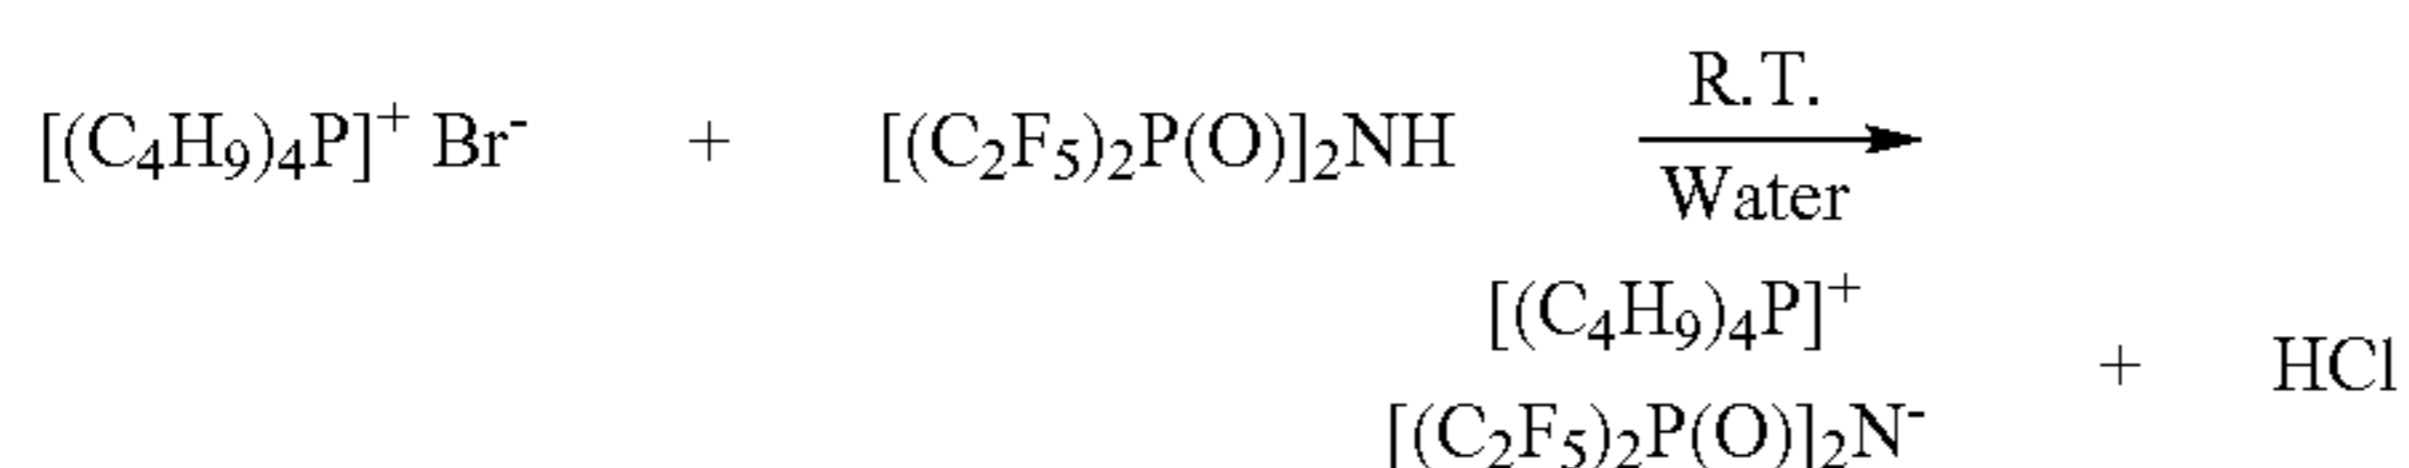 R.T.
[(C₄H₉)₄P]⁺ Br⁻ + [(C₂F₅)₂P(O)]₂NH
Water
[(C₄H₉)₄P]⁺
+ HCl
[(C₂F₅)₂P(O)]₂N⁻